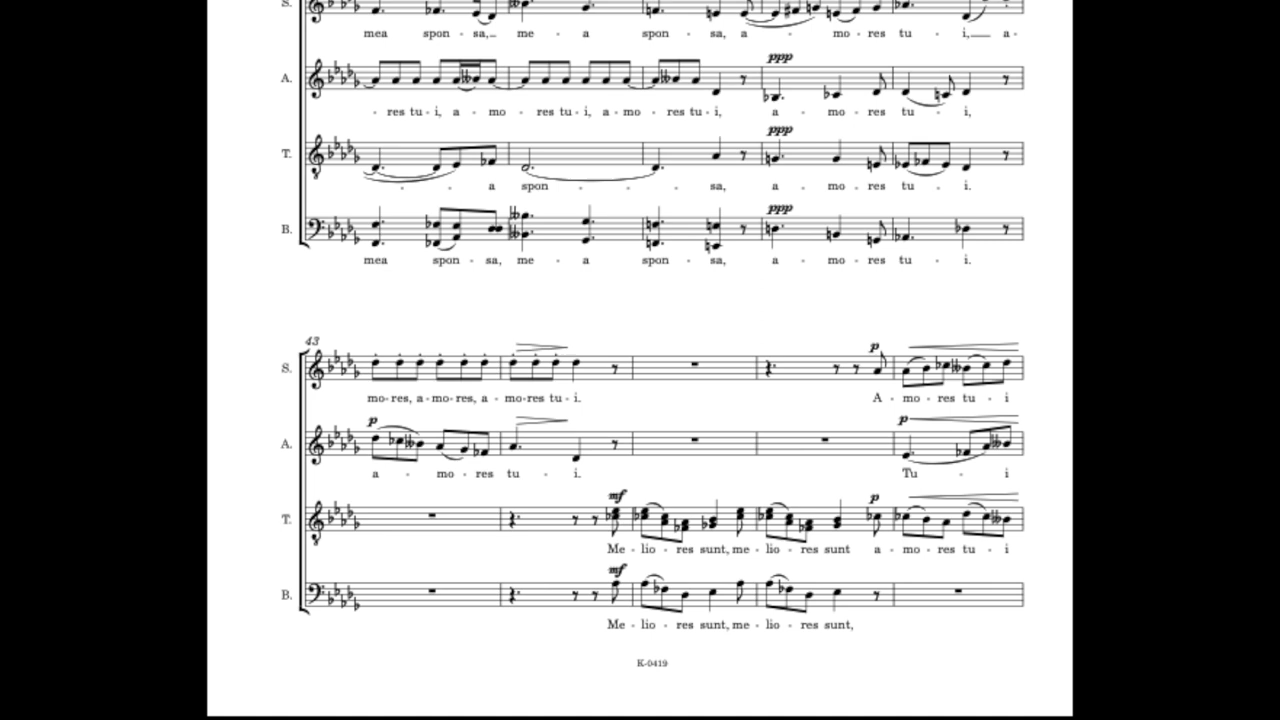 S.
mea spon - sa,_ me - a spon - sa, a - mo - res tu - i,__ a -
ppp
A.
- res tu - i, a - mo - res tu - i, a - mo - res tu - i, a - mo - res tu - i,
ppp
T.
- - a spon - - sa, a - mo - res tu - i.
ppp
B.
mea spon - sa, me - a spon - sa, a - mo - res tu - i.
43
p
S.
mo - res, a - mo - res, a - mo - res tu - i. A - mo - res tu - i
p p
A.
a - mo - res tu - i. Tu - i
mf p
T.
Me - lio - res sunt, me - lio - res sunt a - mo - res tu - i
mf
B.
Me - lio - res sunt, me - lio - res sunt,
K-0419